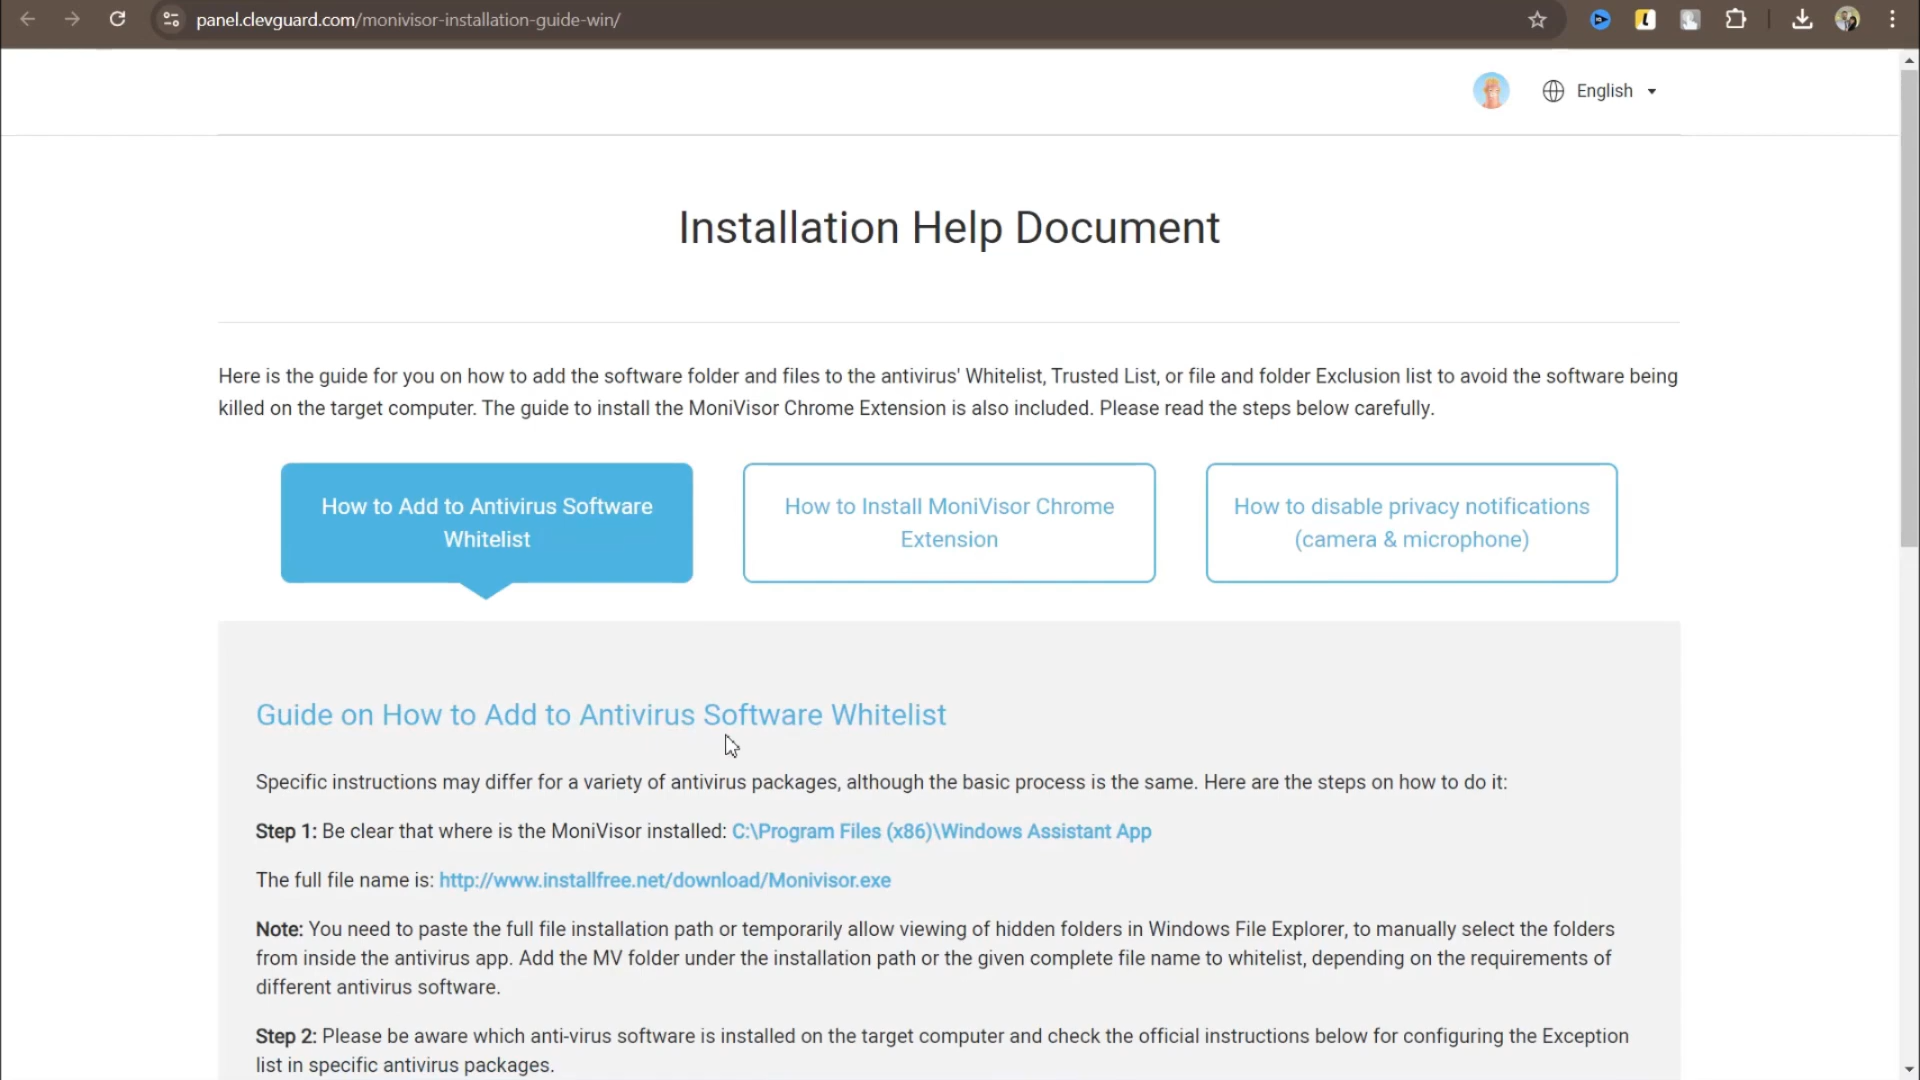 panel.clevguard.com/monivisor-installation-guide-win/
English
Installation Help Document
Here is the guide for you on how to add the software folder and files to the antivirus' Whitelist, Trusted List, or file and folder Exclusion list to avoid the software being
killed on the target computer. The guide to install the MoniVisor Chrome Extension is also included. Please read the steps below carefully.
How to Add to Antivirus Software
Whitelist
How to Install MoniVisor Chrome
Extension
How to disable privacy notifications
(camera & microphone)
Guide on How to Add to Antivirus Software Whitelist
Specific instructions may differ for a variety of antivirus packages, although the basic process is the same. Here are the steps on how to do it:
Step 1: Be clear that where is the MoniVisor installed: C:\Program Files (x86)\Windows Assistant App
The full file name is: http://www.installfree.net/download/Monivisor.exe
Note: You need to paste the full file installation path or temporarily allow viewing of hidden folders in Windows File Explorer, to manually select the folders
from inside the antivirus app. Add the MV folder under the installation path or the given complete file name to whitelist, depending on the requirements of
different antivirus software.
Step 2: Please be aware which anti-virus software is installed on the target computer and check the official instructions below for configuring the Exception
list in specific antivirus packages.